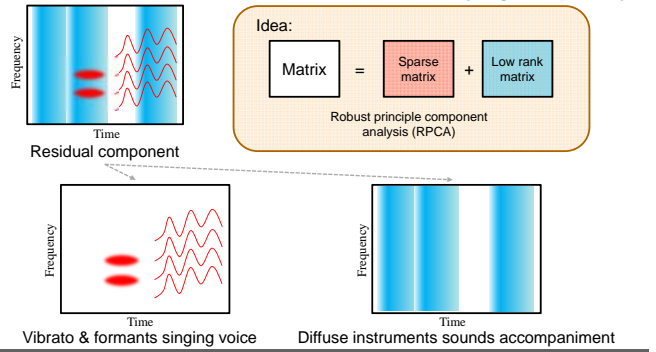 Frequency
Time
Residual component
Idea:
Matrix
=
Sparse
matrix
+
Low rank
matrix
Robust principle component
analysis (RPCA)
Frequency
Time
Vibrato & formants singing voice
Frequency
Time
Diffuse instruments sounds accompaniment